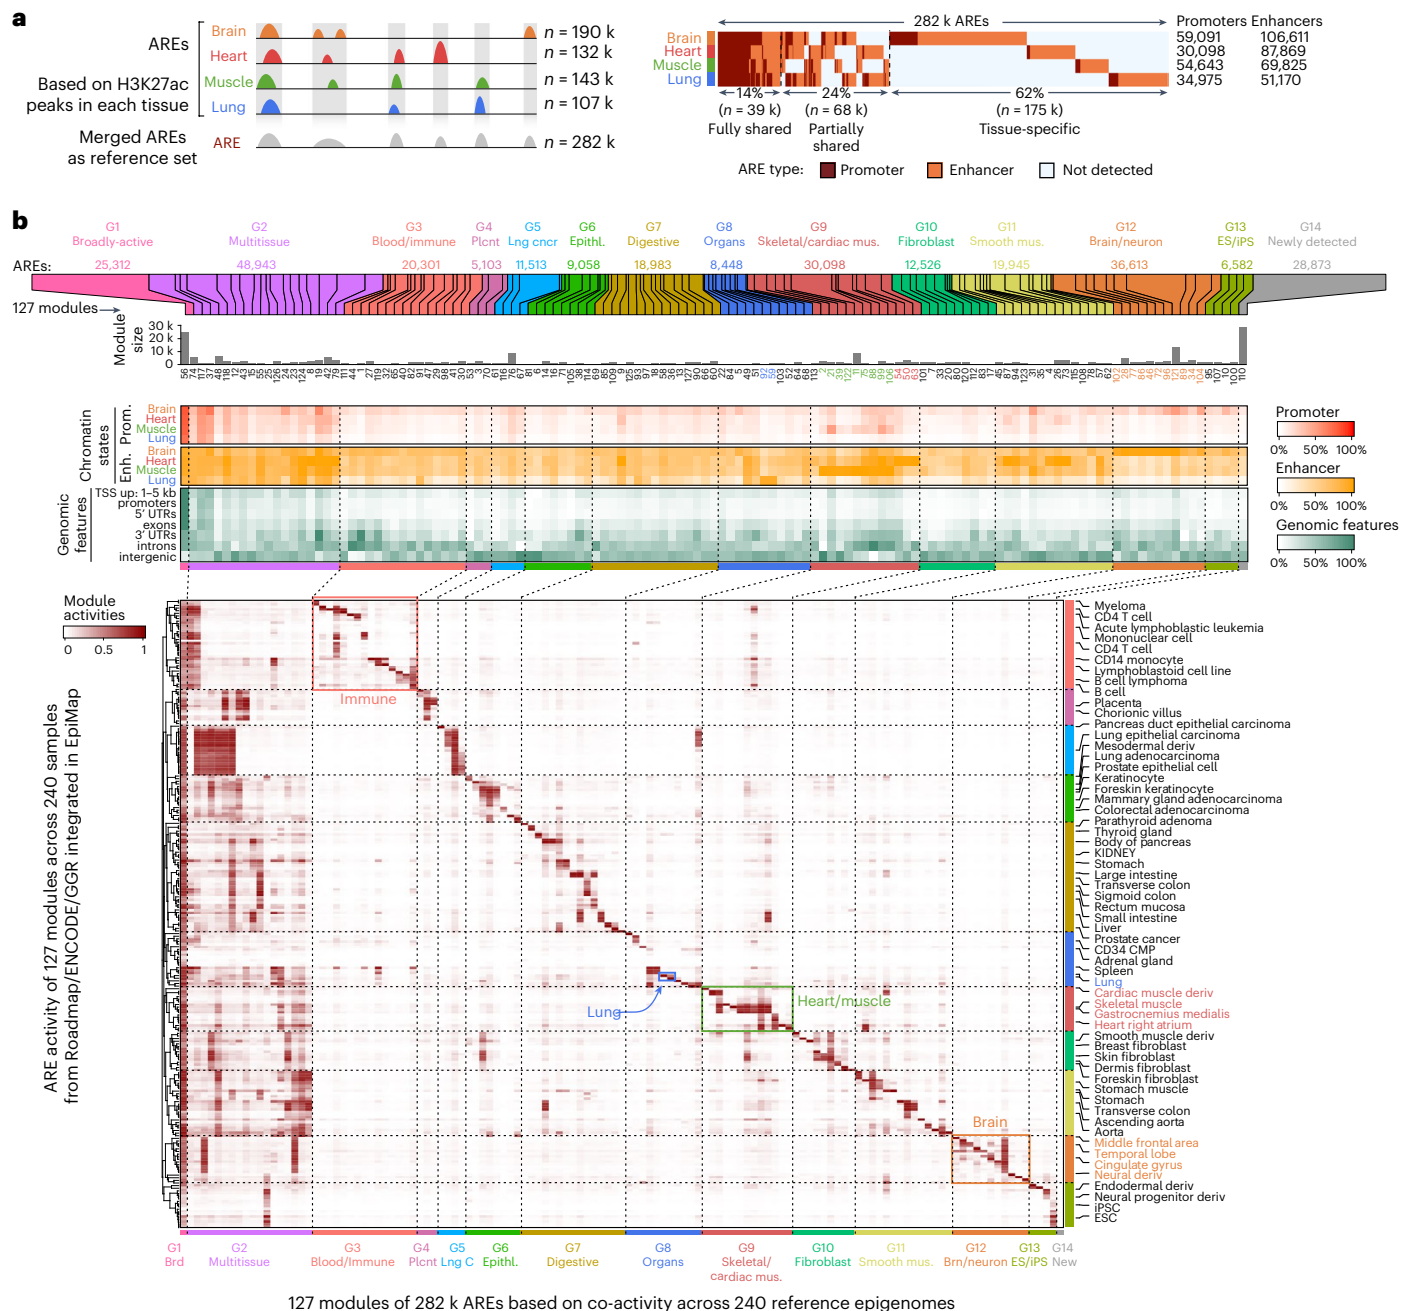 a
AREs
Based on H3K27ac
peaks in each tissue
Merged AREs
as reference set
Brain
n = 190 k
Heart
n = 132 k
Muscle
n = 143 k
Lung
n = 107 k
ARE
n = 282 k
282 k AREs
Promoters Enhancers
Brain 59,091 106,611
Heart 30,098 87,869
Muscle 54,643 69,825
Lung 34,975 51,170
14% 24% 62%
(n = 39 k) (n = 68 k) (n = 175 k)
Fully shared Partially shared Tissue-specific
ARE type: Promoter Enhancer Not detected
b
G1 G2 G3 G4 G5 G6 G7 G8 G9 G10 G11 G12 G13 G14
Broadly-active Multitissue Blood/immune Plcnt Lng cncr Epithl. Digestive Organs Skeletal/cardiac mus. Fibroblast Smooth mus. Brain/neuron ES/iPS Newly detected
AREs: 25,312 48,943 20,301 5,103 11,513 9,058 18,983 8,448 30,098 12,526 19,945 36,613 6,582 28,873
127 modules
Module size
30 k
20 k
10 k
0
Chromatin states
Prom.
Brain
Heart
Muscle
Lung
Enh.
Brain
Heart
Muscle
Lung
Genomic features
TSS up: 1–5 kb
promoters
5′ UTRs
exons
3′ UTRs
introns
intergenic
Promoter
0% 50% 100%
Enhancer
0% 50% 100%
Genomic features
0% 50% 100%
Module activities
0 0.5 1
ARE activity of 127 modules across 240 samples
from Roadmap/ENCODE/GGR integrated in EpiMap
Immune
Lung
Heart/muscle
Brain
Myeloma
CD4 T cell
Acute lymphoblastic leukemia
Mononuclear cell
CD4 T cell
CD14 monocyte
Lymphoblastoid cell line
B cell lymphoma
B cell
Placenta
Chorionic villus
Pancreas duct epithelial carcinoma
Lung epithelial carcinoma
Mesodermal deriv
Lung adenocarcinoma
Prostate epithelial cell
Keratinocyte
Foreskin keratinocyte
Mammary gland adenocarcinoma
Colorectal adenocarcinoma
Parathyroid adenoma
Thyroid gland
Body of pancreas
KIDNEY
Stomach
Large intestine
Transverse colon
Sigmoid colon
Rectum mucosa
Small intestine
Liver
Prostate cancer
CD34 CMP
Adrenal gland
Spleen
Lung
Cardiac muscle deriv
Skeletal muscle
Gastrocnemius medialis
Heart right atrium
Smooth muscle deriv
Breast fibroblast
Skin fibroblast
Dermis fibroblast
Foreskin fibroblast
Stomach muscle
Stomach
Transverse colon
Ascending aorta
Aorta
Middle frontal area
Temporal lobe
Cingulate gyrus
Neural deriv
Endodermal deriv
Neural progenitor deriv
iPSC
ESC
G1 G2 G3 G4 G5 G6 G7 G8 G9 G10 G11 G12 G13 G14
Brd Multitissue Blood/Immune Plcnt Lng C Epithl. Digestive Organs Skeletal/ cardiac mus. Fibroblast Smooth mus. Brn/neuron ES/iPS New
127 modules of 282 k AREs based on co-activity across 240 reference epigenomes